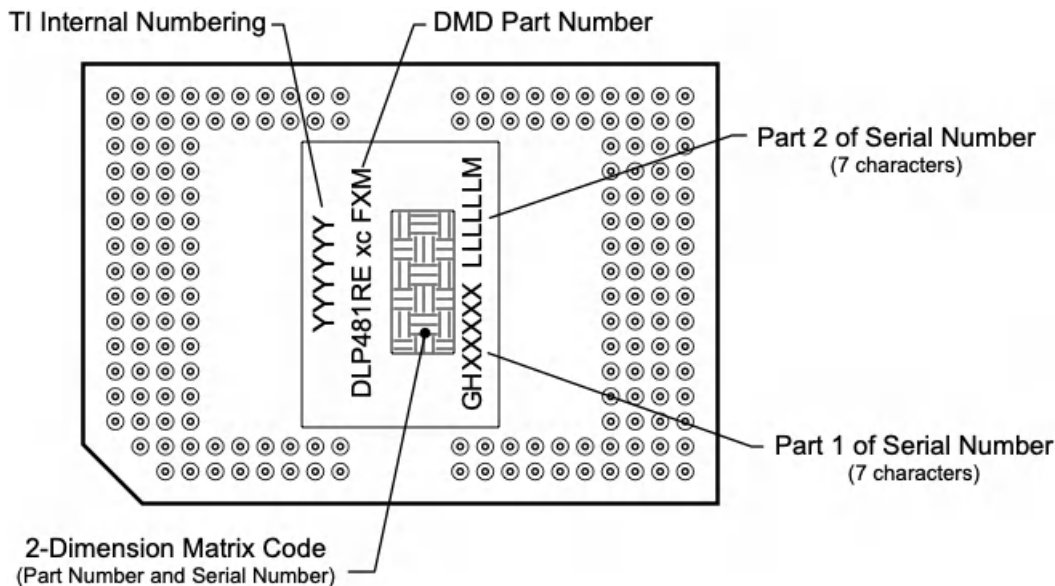 TI Internal Numbering
DMD Part Number
Part 2 of Serial Number
(7 characters)
YYYYYYY
DLP481RE xc FXM
GHXXXXX LLLLLLM
Part 1 of Serial Number
(7 characters)
2-Dimension Matrix Code
(Part Number and Serial Number)